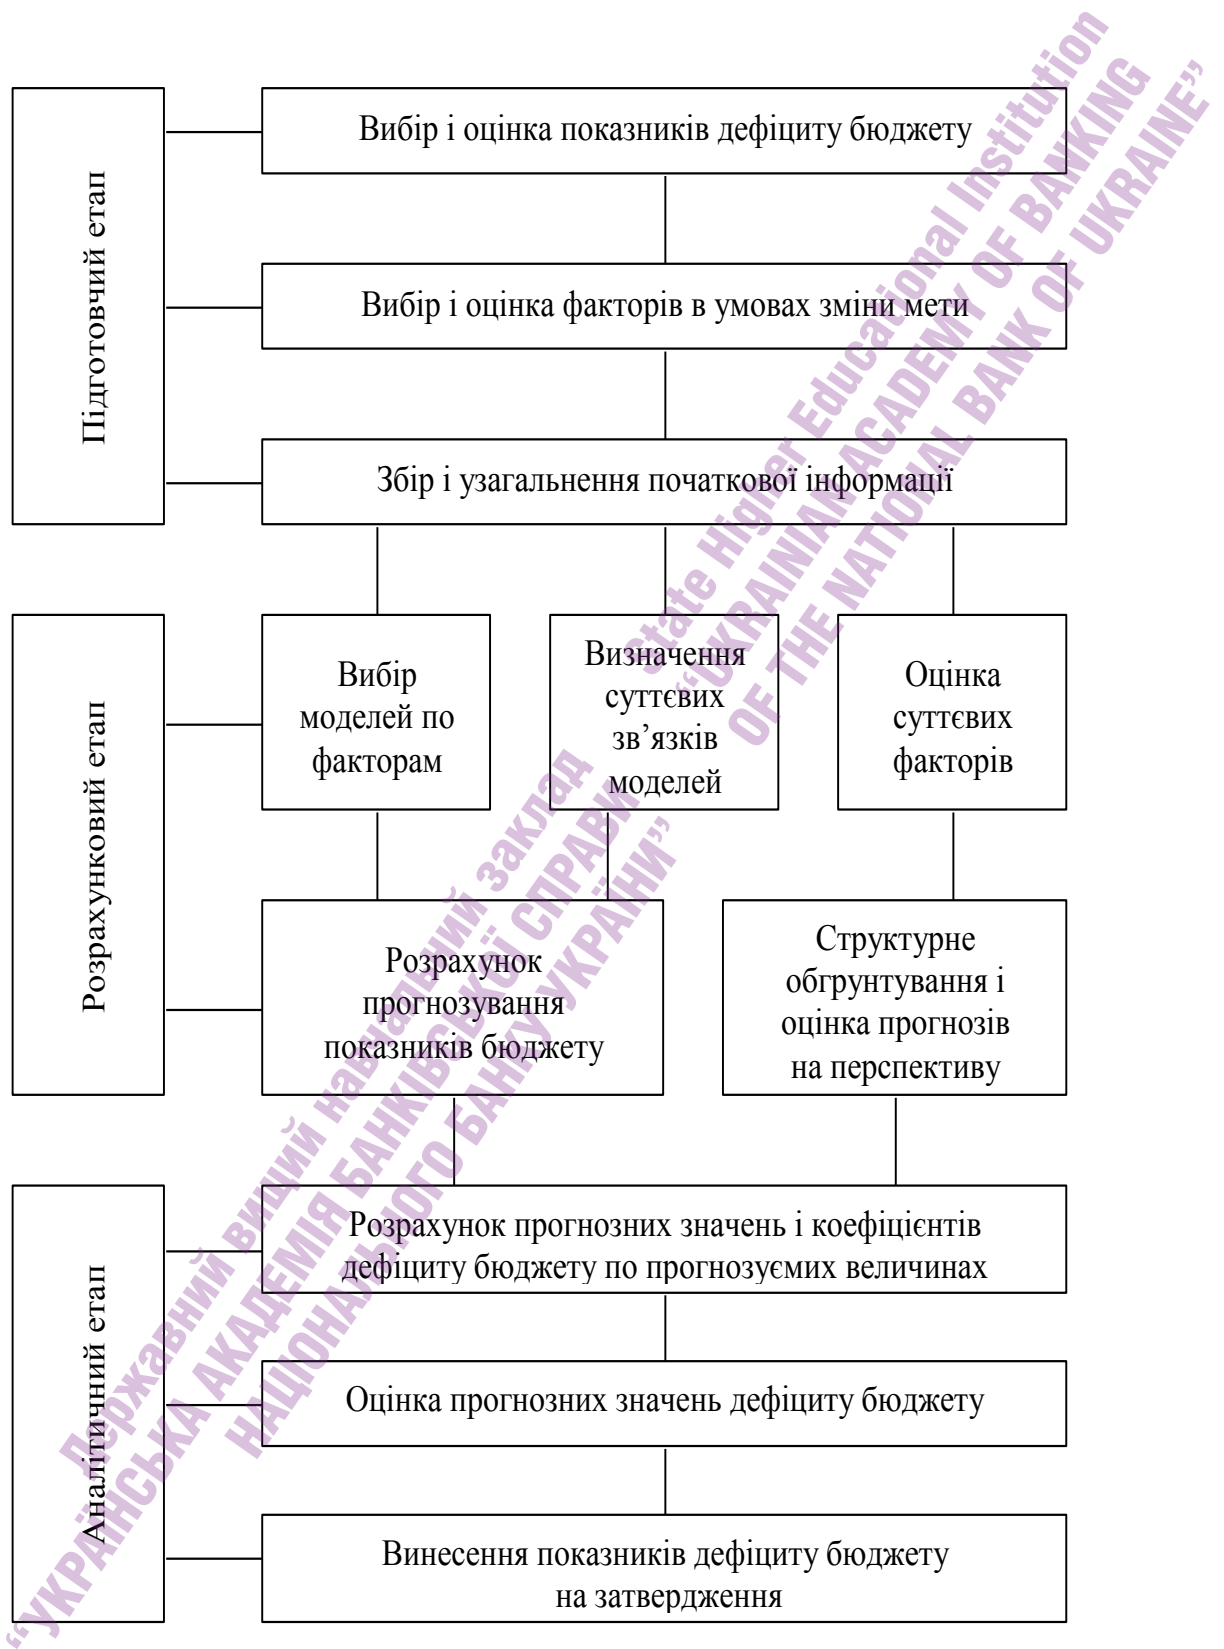 Підготовчий етап
Вибір і оцінка показників дефіциту бюджету
Вибір і оцінка факторів в умовах зміни мети
Збір і узагальнення початкової інформації
Розрахунковий етап
Вибір
моделей по
факторам
Визначення
суттєвих
зв’язків
моделей
Оцінка
суттєвих
факторів
Розрахунок
прогнозування
показників бюджету
Структурне
обгрунтування і
оцінка прогнозів
на перспективу
Аналітичний етап
Розрахунок прогнозних значень і коефіцієнтів
дефіциту бюджету по прогнозуємих величинах
Оцінка прогнозних значень дефіциту бюджету
Винесення показників дефіциту бюджету
на затвердження
State Higher Educational Institution
“UKRAINIAN ACADEMY OF BANKING
OF THE NATIONAL BANK OF UKRAINE”
Державний вищий навчальний заклад
“УКРАЇНСЬКА АКАДЕМІЯ БАНКІВСЬКОЇ СПРАВИ
НАЦІОНАЛЬНОГО БАНКУ УКРАЇНИ”